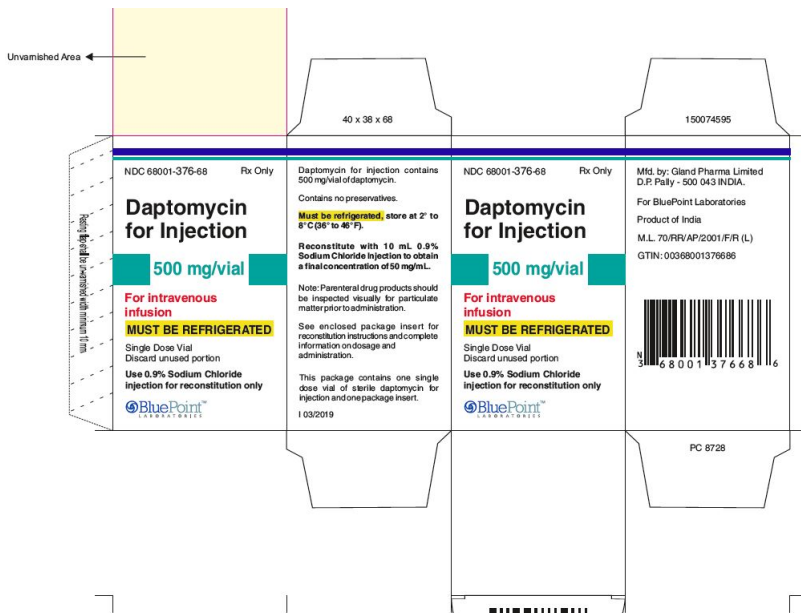 Unvarnished Area
40 x 38 x 68
150074595
NDC 68001-376-68 Rx Only
Daptomycin
for Injection
500 mg/vial
For intravenous
infusion
MUST BE REFRIGERATED
Single Dose Vial
Discard unused portion
Use 0.9% Sodium Chloride
injection for reconstitution only
BluePoint™
LABORATORIES
Daptomycin for injection contains
500 mg/vial of daptomycin.
Contains no preservatives.
Must be refrigerated, store at 2° to
8°C (36° to 46°F).
Reconstitute with 10 mL 0.9%
Sodium Chloride Injection to obtain
a final concentration of 50 mg/mL.
Note: Parenteral drug products should
be inspected visually for particulate
matter prior to administration.
See enclosed package insert for
reconstitution instructions and complete
information on dosage and
administration.
This package contains one single
dose vial of sterile daptomycin for
injection and one package insert.
I 03/2019
NDC 68001-376-68 Rx Only
Daptomycin
for Injection
500 mg/vial
For intravenous
infusion
MUST BE REFRIGERATED
Single Dose Vial
Discard unused portion
Use 0.9% Sodium Chloride
injection for reconstitution only
BluePoint™
LABORATORIES
Mfd. by: Gland Pharma Limited
D.P. Pally - 500 043 INDIA.
For BluePoint Laboratories
Product of India
M.L. 70/RR/AP/2001/F/R (L)
GTIN: 00368001376686
N
3 68001 37668 6
PC 8728